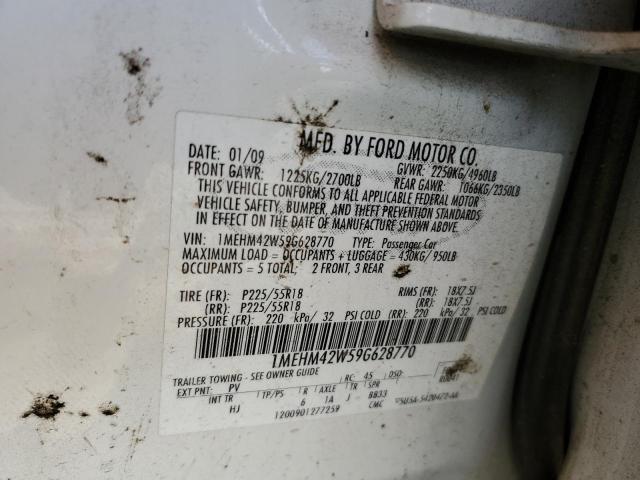 MFD. BY FORD MOTOR CO.
DATE: 01/09 GVWR: 2250KG/4960LB
FRONT GAWR: 1225KG/2700LB REAR GAWR: 1066KG/2350LB
THIS VEHICLE CONFORMS TO ALL APPLICABLE FEDERAL MOTOR
VEHICLE SAFETY, BUMPER, AND THEFT PREVENTION STANDARDS
IN EFFECT ON THE DATE OF MANUFACTURE SHOWN ABOVE.
VIN: 1MEHM42W59G628770 TYPE: Passenger Car
MAXIMUM LOAD = OCCUPANTS + LUGGAGE = 430KG/ 950LB
OCCUPANTS = 5 TOTAL: 2 FRONT, 3 REAR
TIRE (FR): P225/55R18 RIMS (FR): 18X7.5J
(RR): P225/55R18 (RR): 18X7.5J
PRESSURE (FR): 220 kPa/ 32 PSI COLD (RR): 220 kPa/ 32 PSI COLD
1MEHM42W59G628770
TRAILER TOWING - SEE OWNER GUIDE RC: 45 DSO:
EXT PNT: PV INT TR TP/PS R AXLE TR SPR
HJ 6 1A J 8833
1200901277259 CMC